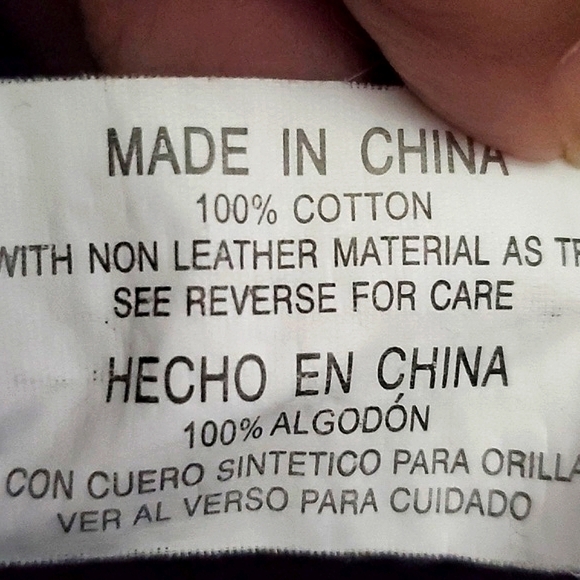 MADE IN CHINA
100% COTTON
WITH NON LEATHER MATERIAL AS
SEE REVERSE FOR CARE
HECHO EN CHINA
100% ALGODÓN
CON CUERO SINTETICO PARA
VER AL VERSO PARA CUIDADO